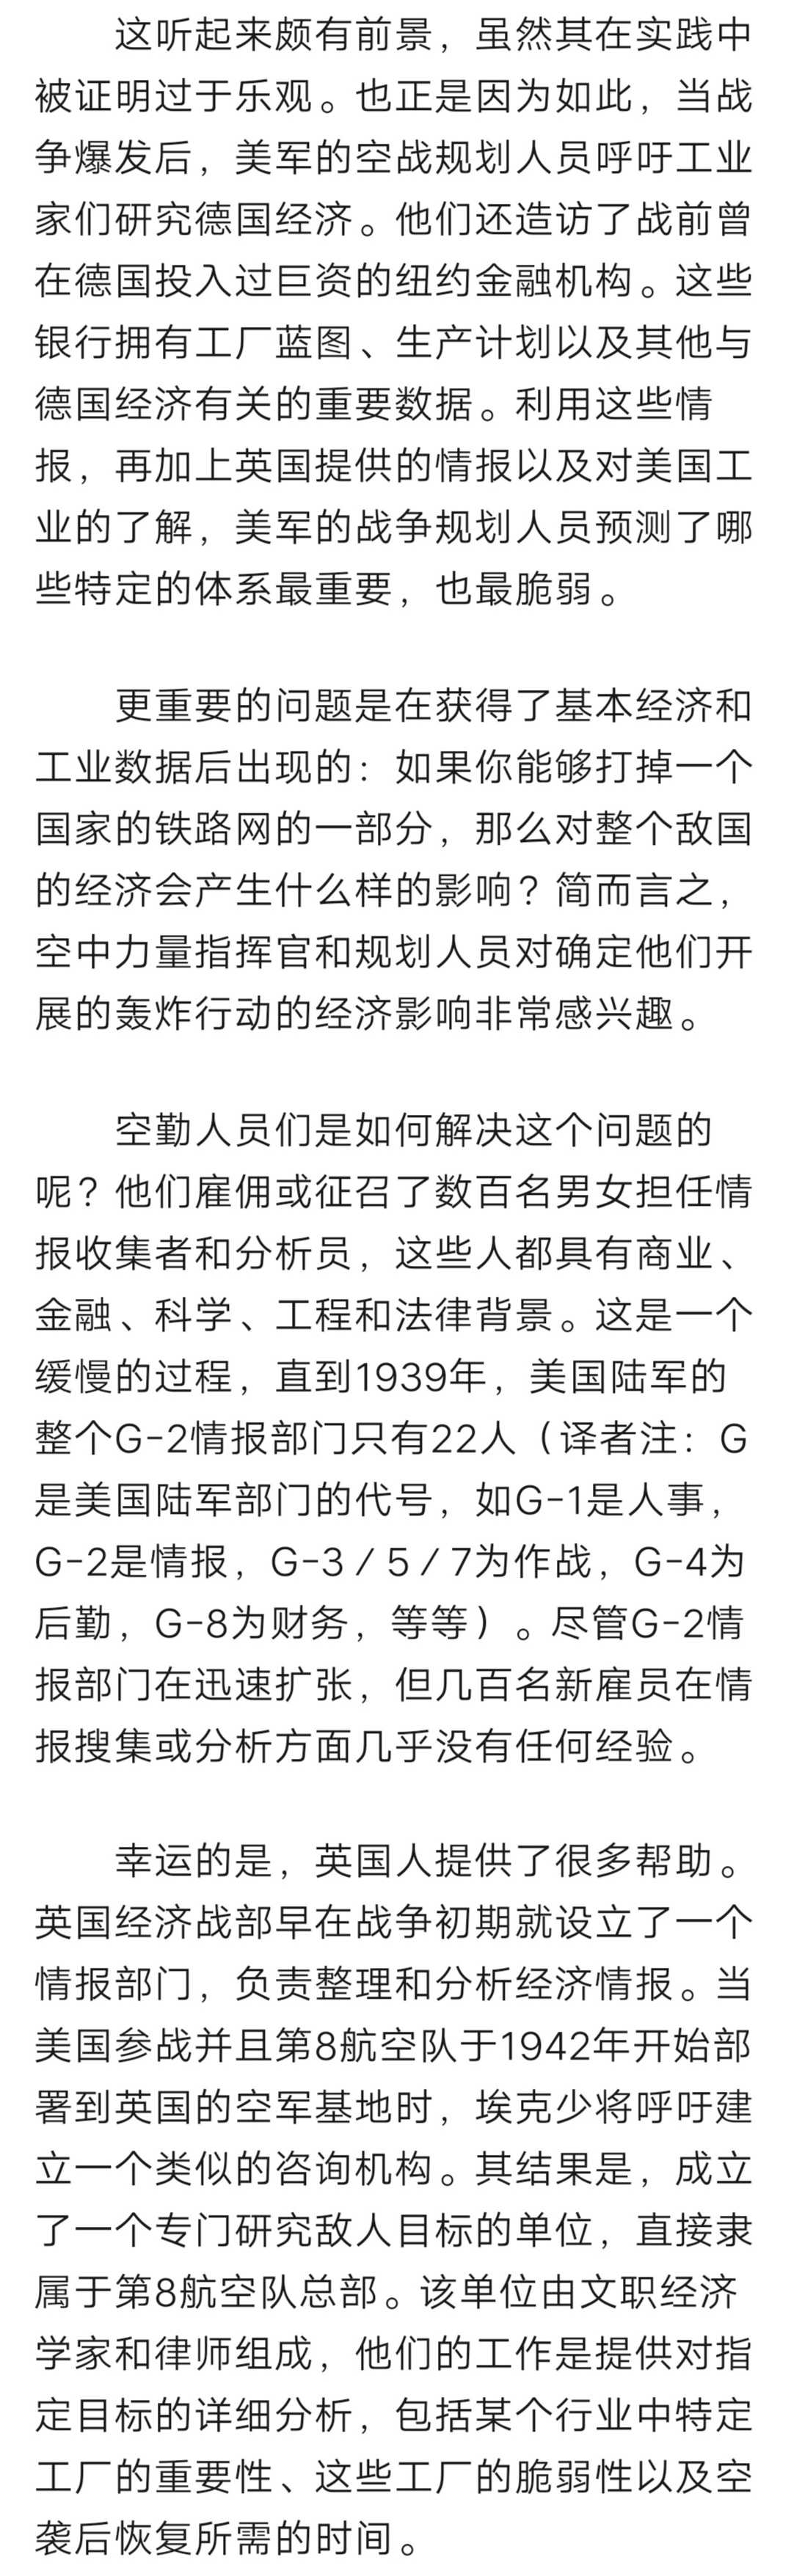 这听起来颇有前景，虽然其在实践中
被证明过于乐观。也正是因为如此，当战
争爆发后，美军的空战规划人员呼吁工业
家们研究德国经济。他们还造访了战前曾
在德国投入过巨资的纽约金融机构。这些
银行拥有工厂蓝图、生产计划以及其他与
德国经济有关的重要数据。利用这些情
报，再加上英国提供的情报以及对美国工
业的了解，美军的战争规划人员预测了哪
些特定的体系最重要，也最脆弱。
更重要的问题是在获得了基本经济和
工业数据后出现的：如果你能够打掉一个
国家的铁路网的一部分，那么对整个敌国
的经济会产生什么样的影响？简而言之，
空中力量指挥官和规划人员对确定他们开
展的轰炸行动的经济影响非常感兴趣。
空勤人员们是如何解决这个问题的
呢？他们雇佣或征召了数百名男女担任情
报收集者和分析员，这些人都具有商业、
金融、科学、工程和法律背景。这是一个
缓慢的过程，直到1939年，美国陆军的
整个G-2情报部门只有22人（译者注：G
是美国陆军部门的代号，如G-1是人事，
G-2是情报，G-3／5／7为作战，G-4为
后勤，G-8为财务，等等）。尽管G-2情
报部门在迅速扩张，但几百名新雇员在情
报搜集或分析方面几乎没有任何经验。
幸运的是，英国人提供了很多帮助。
英国经济战部早在战争初期就设立了一个
情报部门，负责整理和分析经济情报。当
美国参战并且第8航空队于1942年开始部
署到英国的空军基地时，埃克少将呼吁建
立一个类似的咨询机构。其结果是，成立
了一个专门研究敌人目标的单位，直接隶
属于第8航空队总部。该单位由文职经济
学家和律师组成，他们的工作是提供对指
定目标的详细分析，包括某个行业中特定
工厂的重要性、这些工厂的脆弱性以及空
袭后恢复所需的时间。